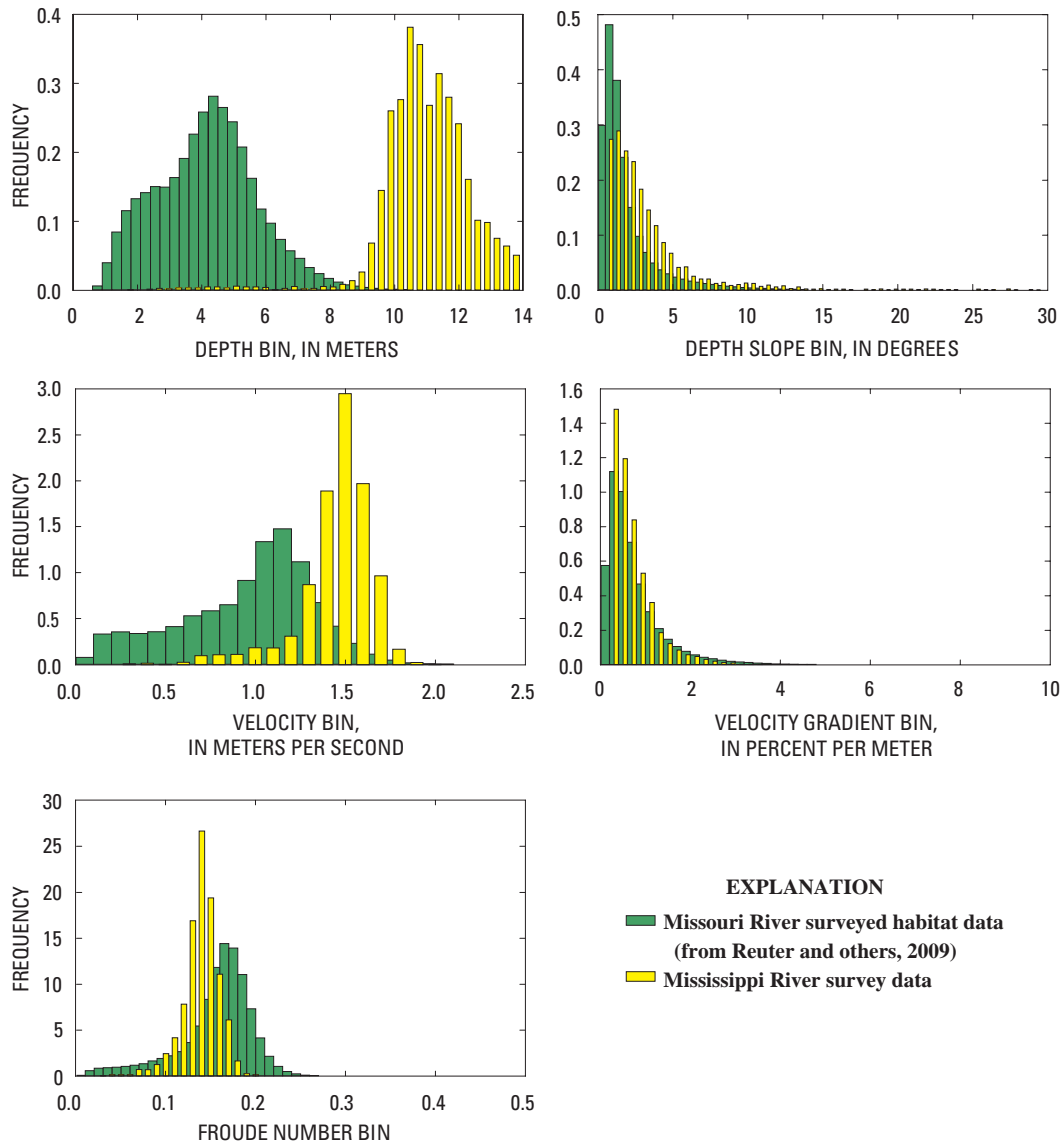 0.4
0.3
0.2
0.1
0.0
FREQUENCY
0 2 4 6 8 10 12 14
DEPTH BIN, IN METERS
0.5
0.4
0.3
0.2
0.1
0.0
0 5 10 15 20 25 30
DEPTH SLOPE BIN, IN DEGREES
3.0
2.5
2.0
1.5
1.0
0.5
0.0
FREQUENCY
0.0 0.5 1.0 1.5 2.0 2.5
VELOCITY BIN,
IN METERS PER SECOND
1.6
1.4
1.2
1.0
0.8
0.6
0.4
0.2
0.0
0 2 4 6 8 10
VELOCITY GRADIENT BIN,
IN PERCENT PER METER
30
25
20
15
10
5
0
FREQUENCY
0.0 0.1 0.2 0.3 0.4 0.5
FROUDE NUMBER BIN
EXPLANATION
Missouri River surveyed habitat data
(from Reuter and others, 2009)
Mississippi River survey data